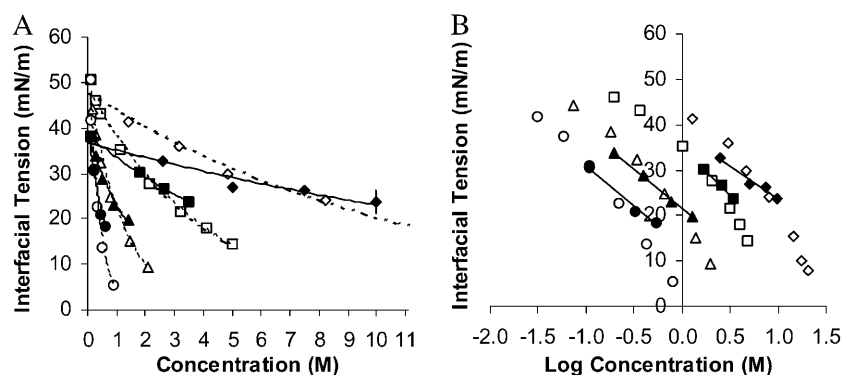 A
Interfacial Tension (mN/m)
60
50
40
30
20
10
0
0 1 2 3 4 5 6 7 8 9 10 11
Concentration (M)
B
Interfacial Tension (mN/m)
60
50
40
30
20
10
0
-2.0 -1.5 -1.0 -0.5 0.0 0.5 1.0 1.5
Log Concentration (M)